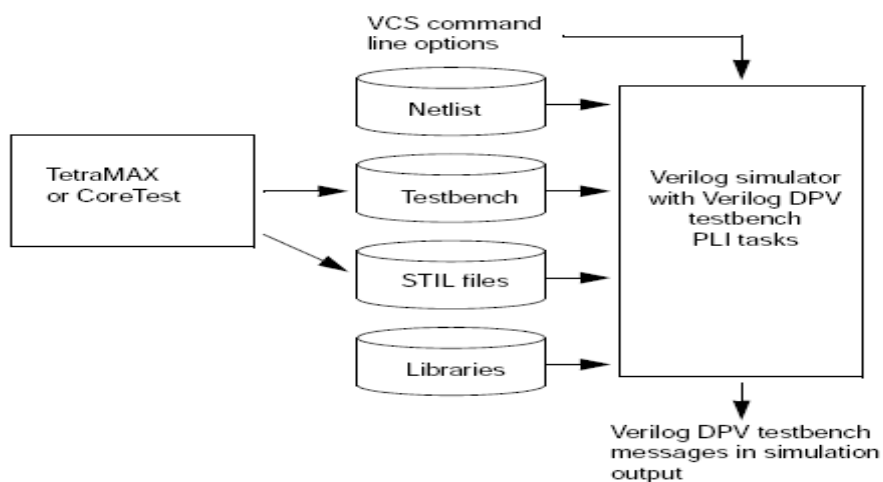 VCS command
line options
Netlist
TetraMAX
or CoreTest
Testbench
Verilog simulator
with Verilog DPV
testbench
PLI tasks
STIL files
Libraries
Verilog DPV testbench
messages in simulation
output